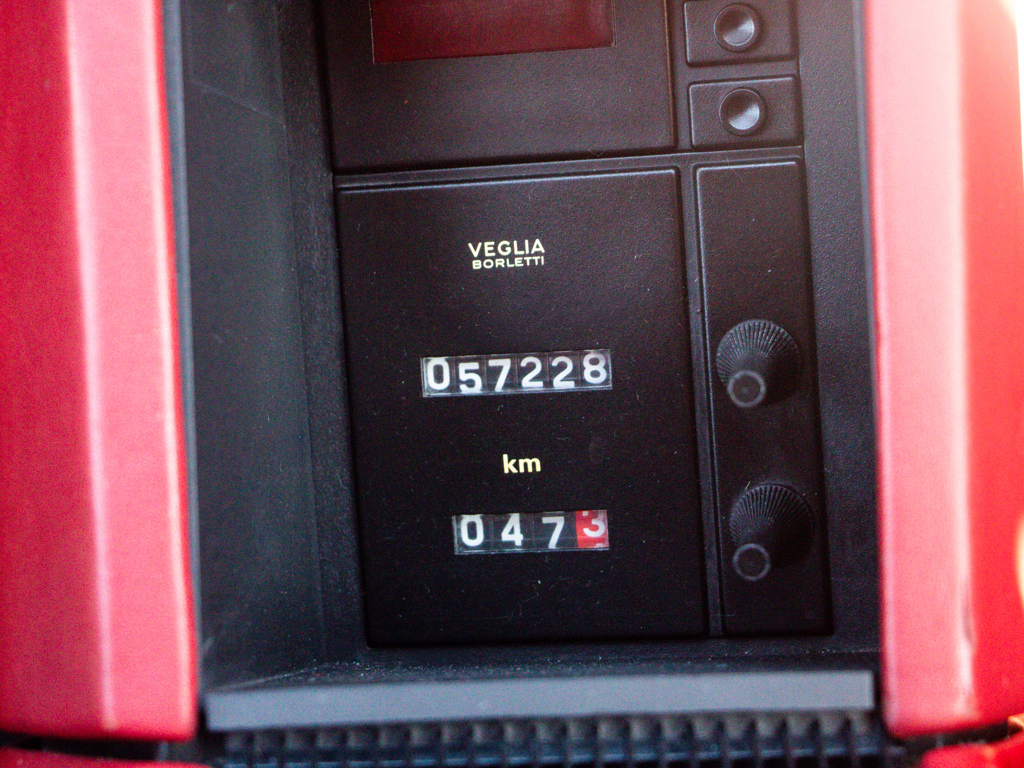 VEGLIA
BORLETTI
057228
km
0473